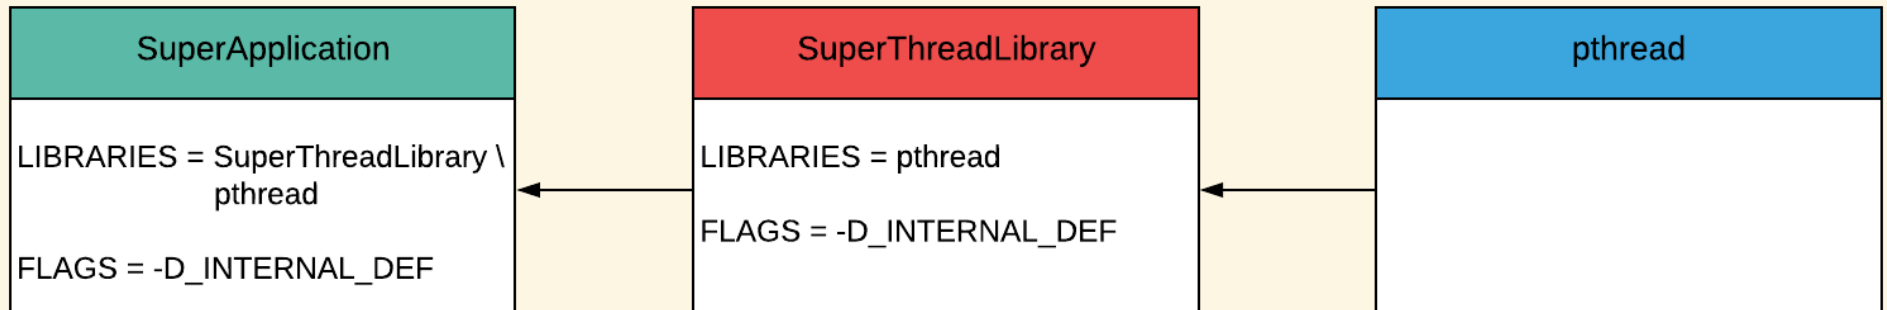 SuperApplication
LIBRARIES = SuperThreadLibrary \
pthread
FLAGS = -D_INTERNAL_DEF
SuperThreadLibrary
LIBRARIES = pthread
FLAGS = -D_INTERNAL_DEF
pthread